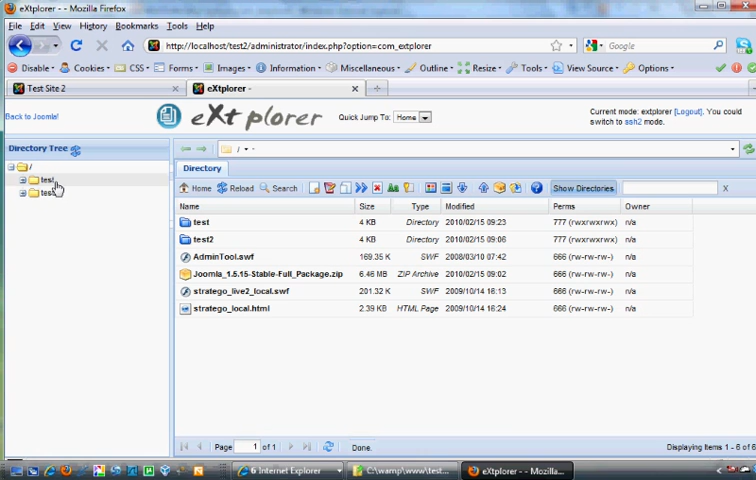 eXtplorer - - Mozilla Firefox
File Edit View History Bookmarks Tools Help
http://localhost/test2/administrator/index.php?option=com_extplorer
Google
Disable Cookies CSS Forms Images Information Miscellaneous Outline Resize Tools View Source Options
Test Site 2
eXtplorer -
Back to Joomla!
eXtplorer
Quick Jump To: Home
Current mode: extplorer [Logout]. You could
switch to ssh2 mode.
Directory Tree
/
/
test
Directory
Home Reload Search
Show Directories
X
Name Size Type Modified Perms Owner
test 4 KB Directory 2010/02/15 09:23 777 (rwxrwxrwx) n/a
test2 4 KB Directory 2010/02/15 09:06 777 (rwxrwxrwx) n/a
AdminTool.swf 169.35 K SWF 2008/03/10 07:42 666 (rw-rw-rw-) n/a
Joomla_1.5.15-Stable-Full_Package.zip 6.46 MB ZIP Archive 2010/02/15 09:02 666 (rw-rw-rw-) n/a
stratego_live2_local.swf 201.32 K SWF 2009/10/14 16:13 666 (rw-rw-rw-) n/a
stratego_local.html 2.39 KB HTML Page 2009/10/14 16:24 666 (rw-rw-rw-) n/a
Page 1 of 1
Done.
Displaying Items 1 - 6 of 6
6 Internet Explorer
C:\wamp\www\test...
eXtplorer - - Mozilla...